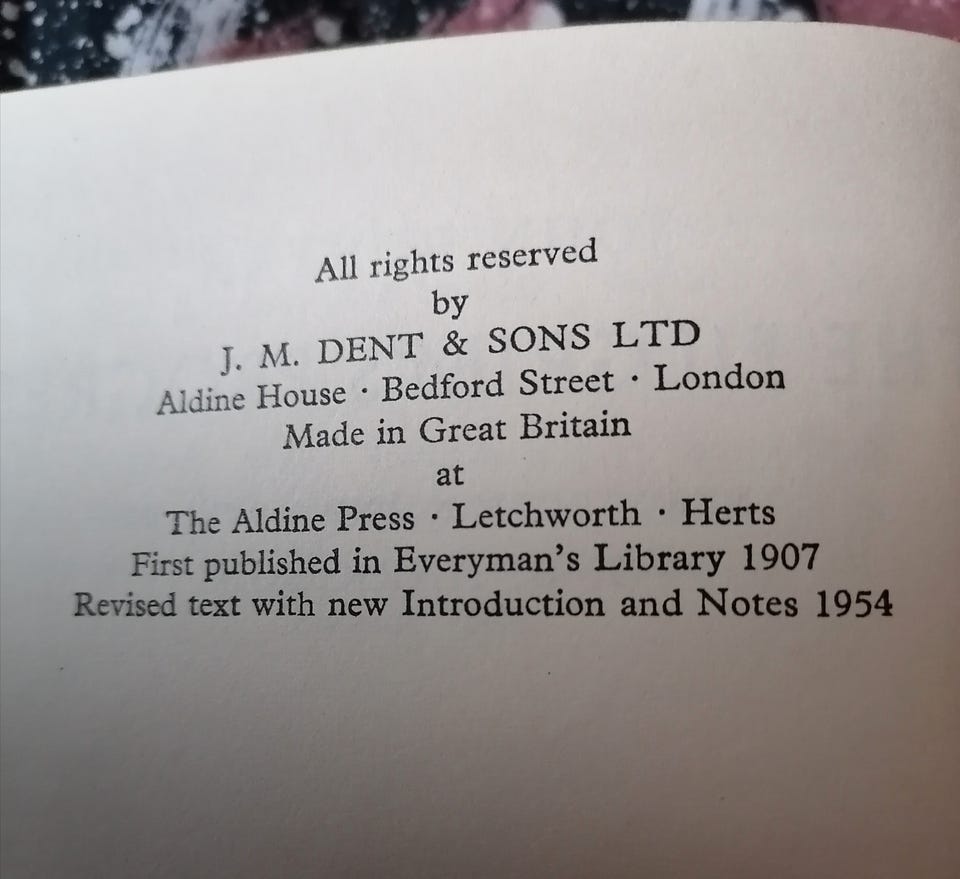 All rights reserved
by
J. M. DENT & SONS LTD
Aldine House · Bedford Street · London
Made in Great Britain
at
The Aldine Press · Letchworth · Herts
First published in Everyman's Library 1907
Revised text with new Introduction and Notes 1954